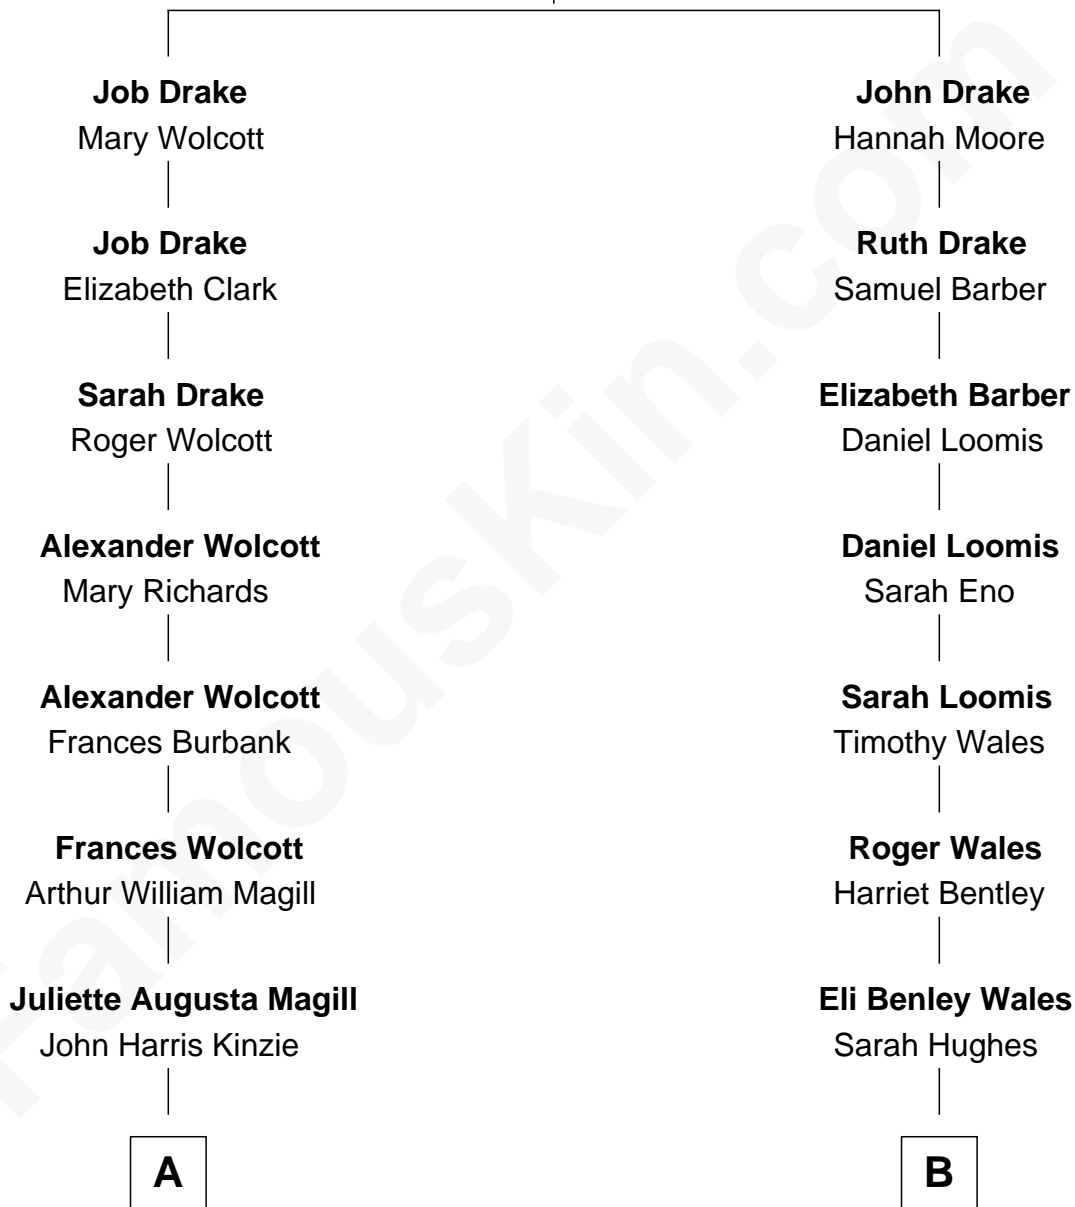 Job Drake
Mary Wolcott
Job Drake
Elizabeth Clark
Sarah Drake
Roger Wolcott
Alexander Wolcott
Mary Richards
Alexander Wolcott
Frances Burbank
Frances Wolcott
Arthur William Magill
Juliette Augusta Magill
John Harris Kinzie
A
John Drake
Hannah Moore
Ruth Drake
Samuel Barber
Elizabeth Barber
Daniel Loomis
Daniel Loomis
Sarah Eno
Sarah Loomis
Timothy Wales
Roger Wales
Harriet Bentley
Eli Benley Wales
Sarah Hughes
B
FamousKin.com